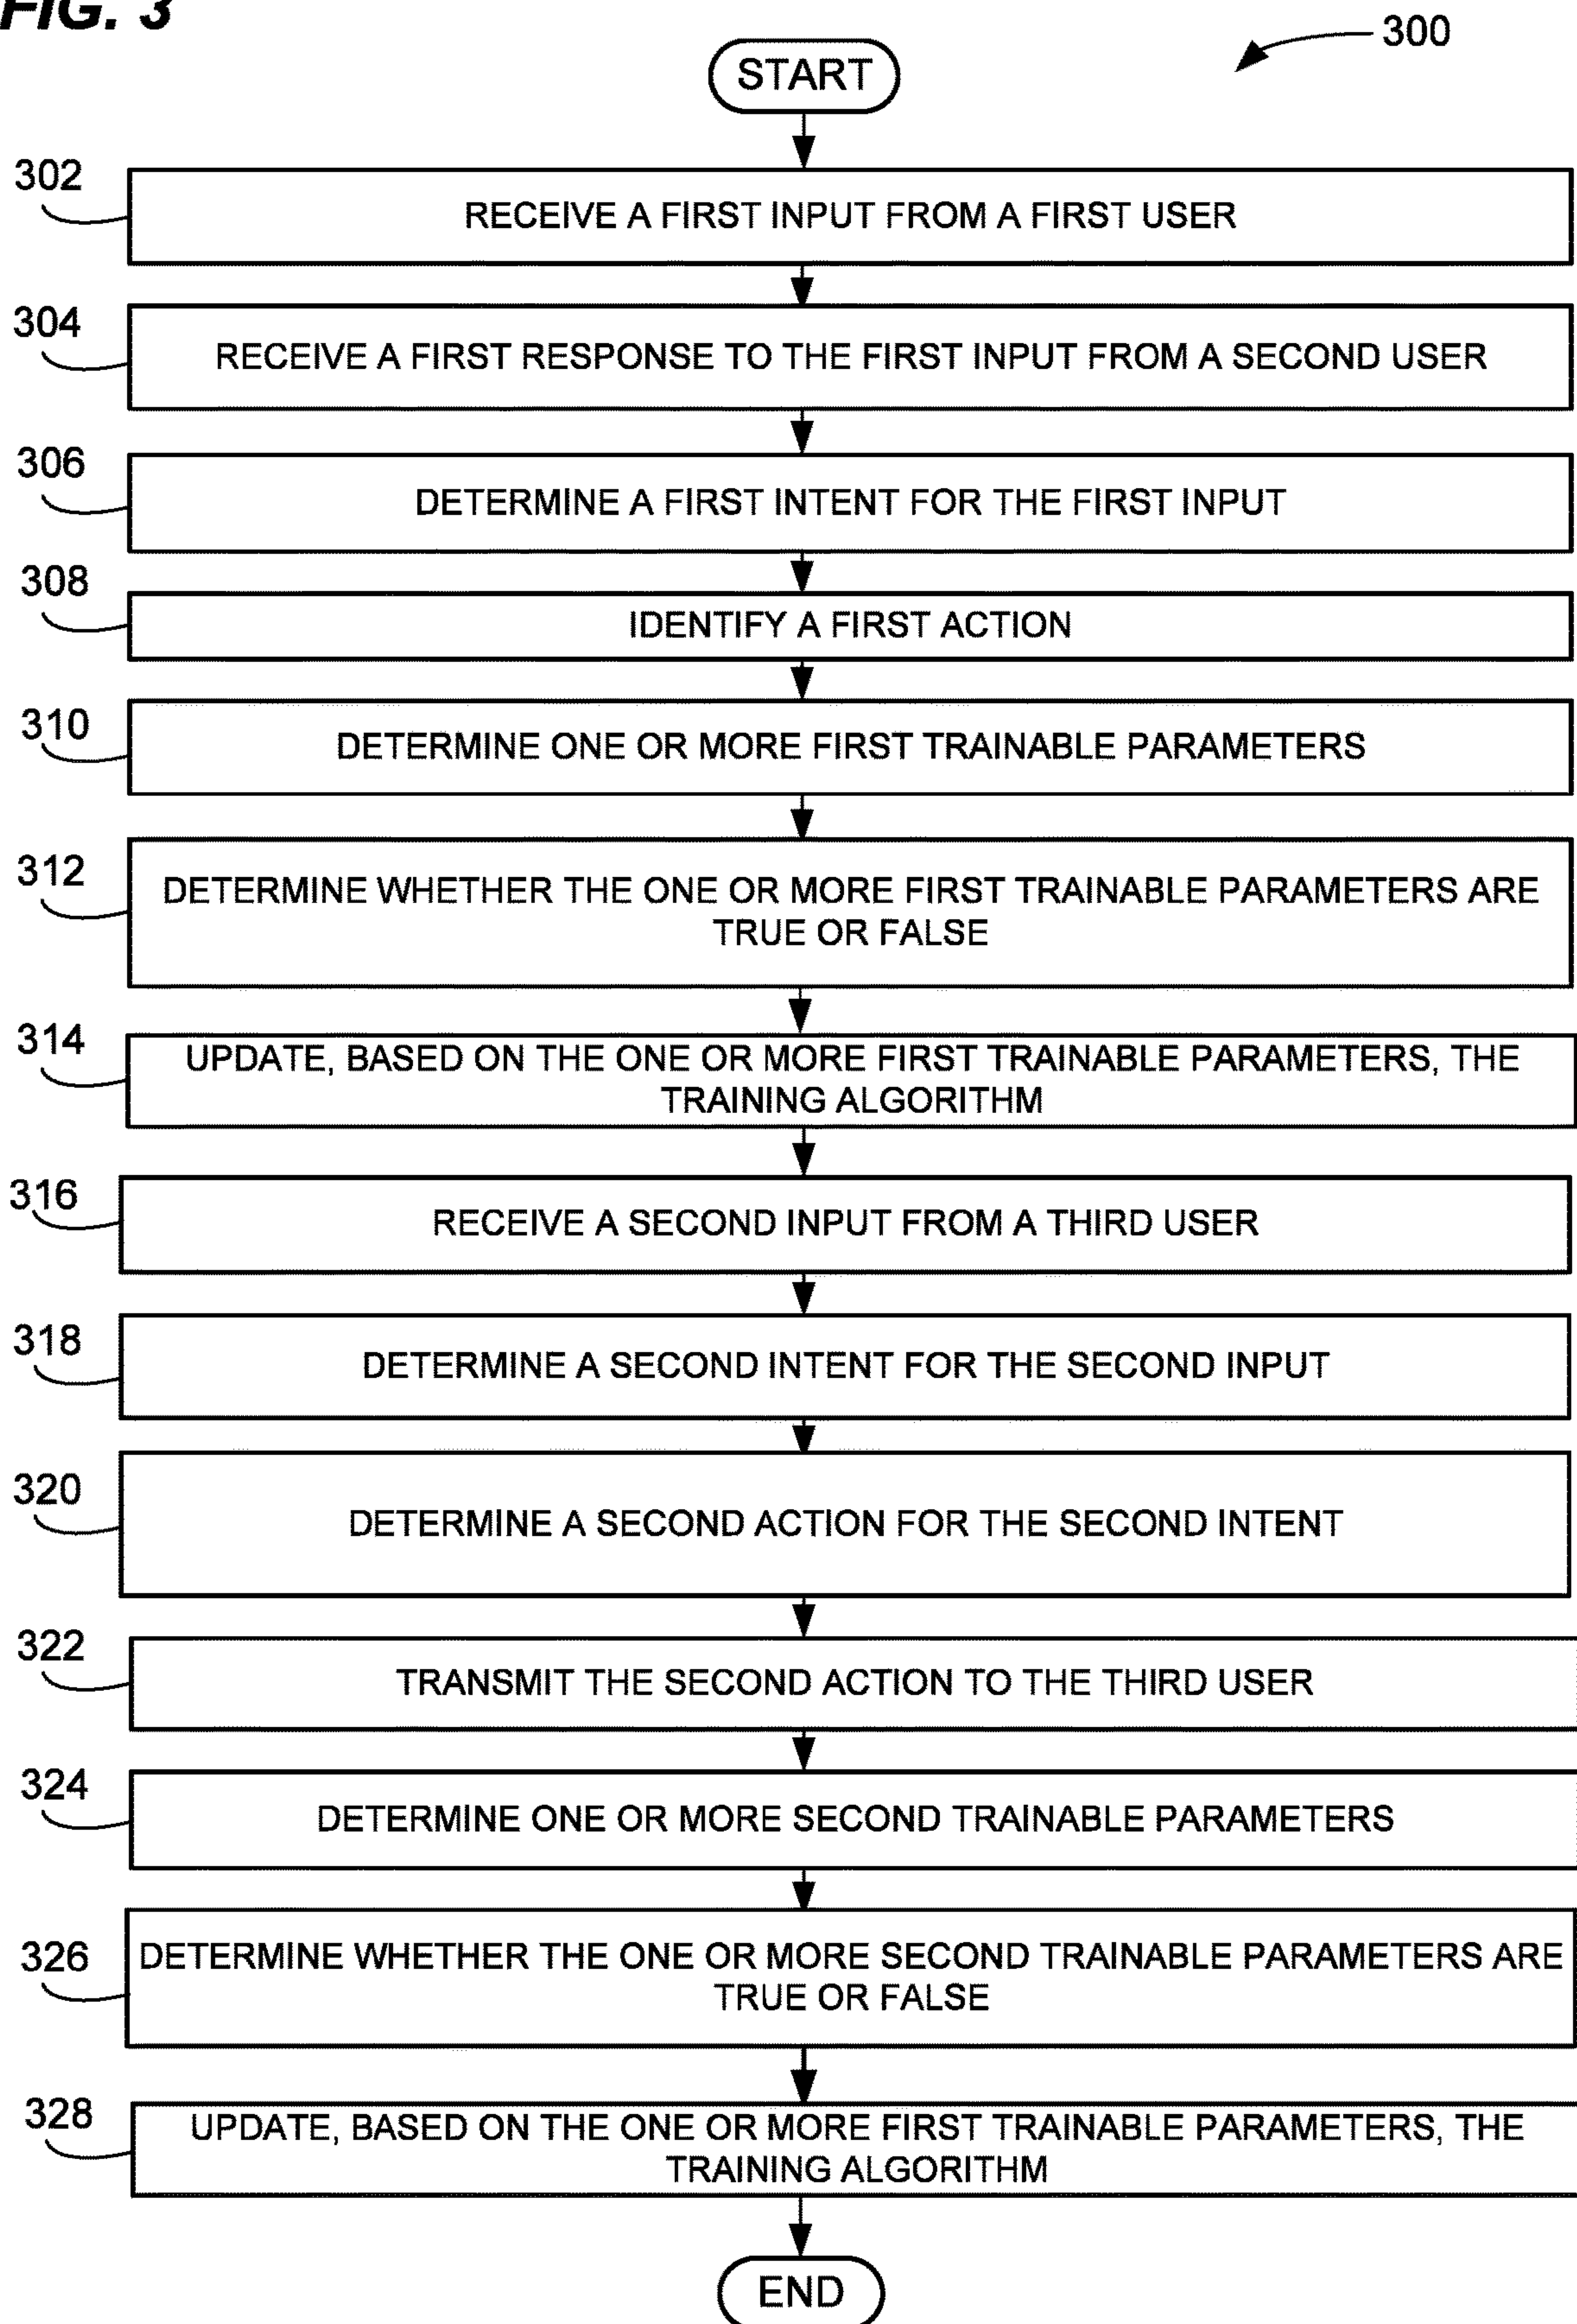 FIG. 3
300
START
302
RECEIVE A FIRST INPUT FROM A FIRST USER
304
RECEIVE A FIRST RESPONSE TO THE FIRST INPUT FROM A SECOND USER
306
DETERMINE A FIRST INTENT FOR THE FIRST INPUT
308
IDENTIFY A FIRST ACTION
310
DETERMINE ONE OR MORE FIRST TRAINABLE PARAMETERS
312
DETERMINE WHETHER THE ONE OR MORE FIRST TRAINABLE PARAMETERS ARE
TRUE OR FALSE
314
UPDATE, BASED ON THE ONE OR MORE FIRST TRAINABLE PARAMETERS, THE
TRAINING ALGORITHM
316
RECEIVE A SECOND INPUT FROM A THIRD USER
318
DETERMINE A SECOND INTENT FOR THE SECOND INPUT
320
DETERMINE A SECOND ACTION FOR THE SECOND INTENT
322
TRANSMIT THE SECOND ACTION TO THE THIRD USER
324
DETERMINE ONE OR MORE SECOND TRAINABLE PARAMETERS
326
DETERMINE WHETHER THE ONE OR MORE SECOND TRAINABLE PARAMETERS ARE
TRUE OR FALSE
328
UPDATE, BASED ON THE ONE OR MORE FIRST TRAINABLE PARAMETERS, THE
TRAINING ALGORITHM
END